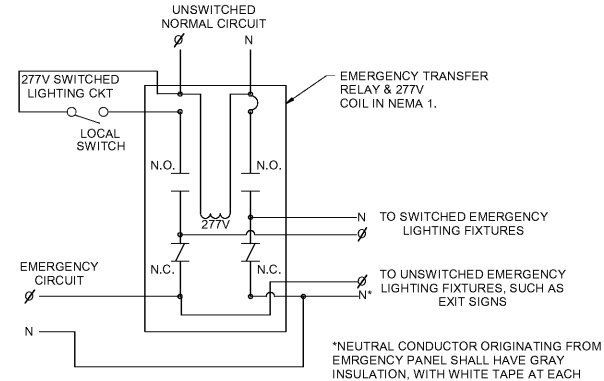 UNSWITCHED
NORMAL CIRCUIT
Ø N
277V SWITCHED
LIGHTING CKT
EMERGENCY TRANSFER
RELAY & 277V
COIL IN NEMA 1.
LOCAL
SWITCH
N.O. N.O.
277V
N TO SWITCHED EMERGENCY
Ø LIGHTING FIXTURES
N.C. N.C.
EMERGENCY
CIRCUIT
Ø
Ø TO UNSWITCHED EMERGENCY
N* LIGHTING FIXTURES, SUCH AS
EXIT SIGNS
N
*NEUTRAL CONDUCTOR ORIGINATING FROM
EMRGENCY PANEL SHALL HAVE GRAY
INSULATION, WITH WHITE TAPE AT EACH